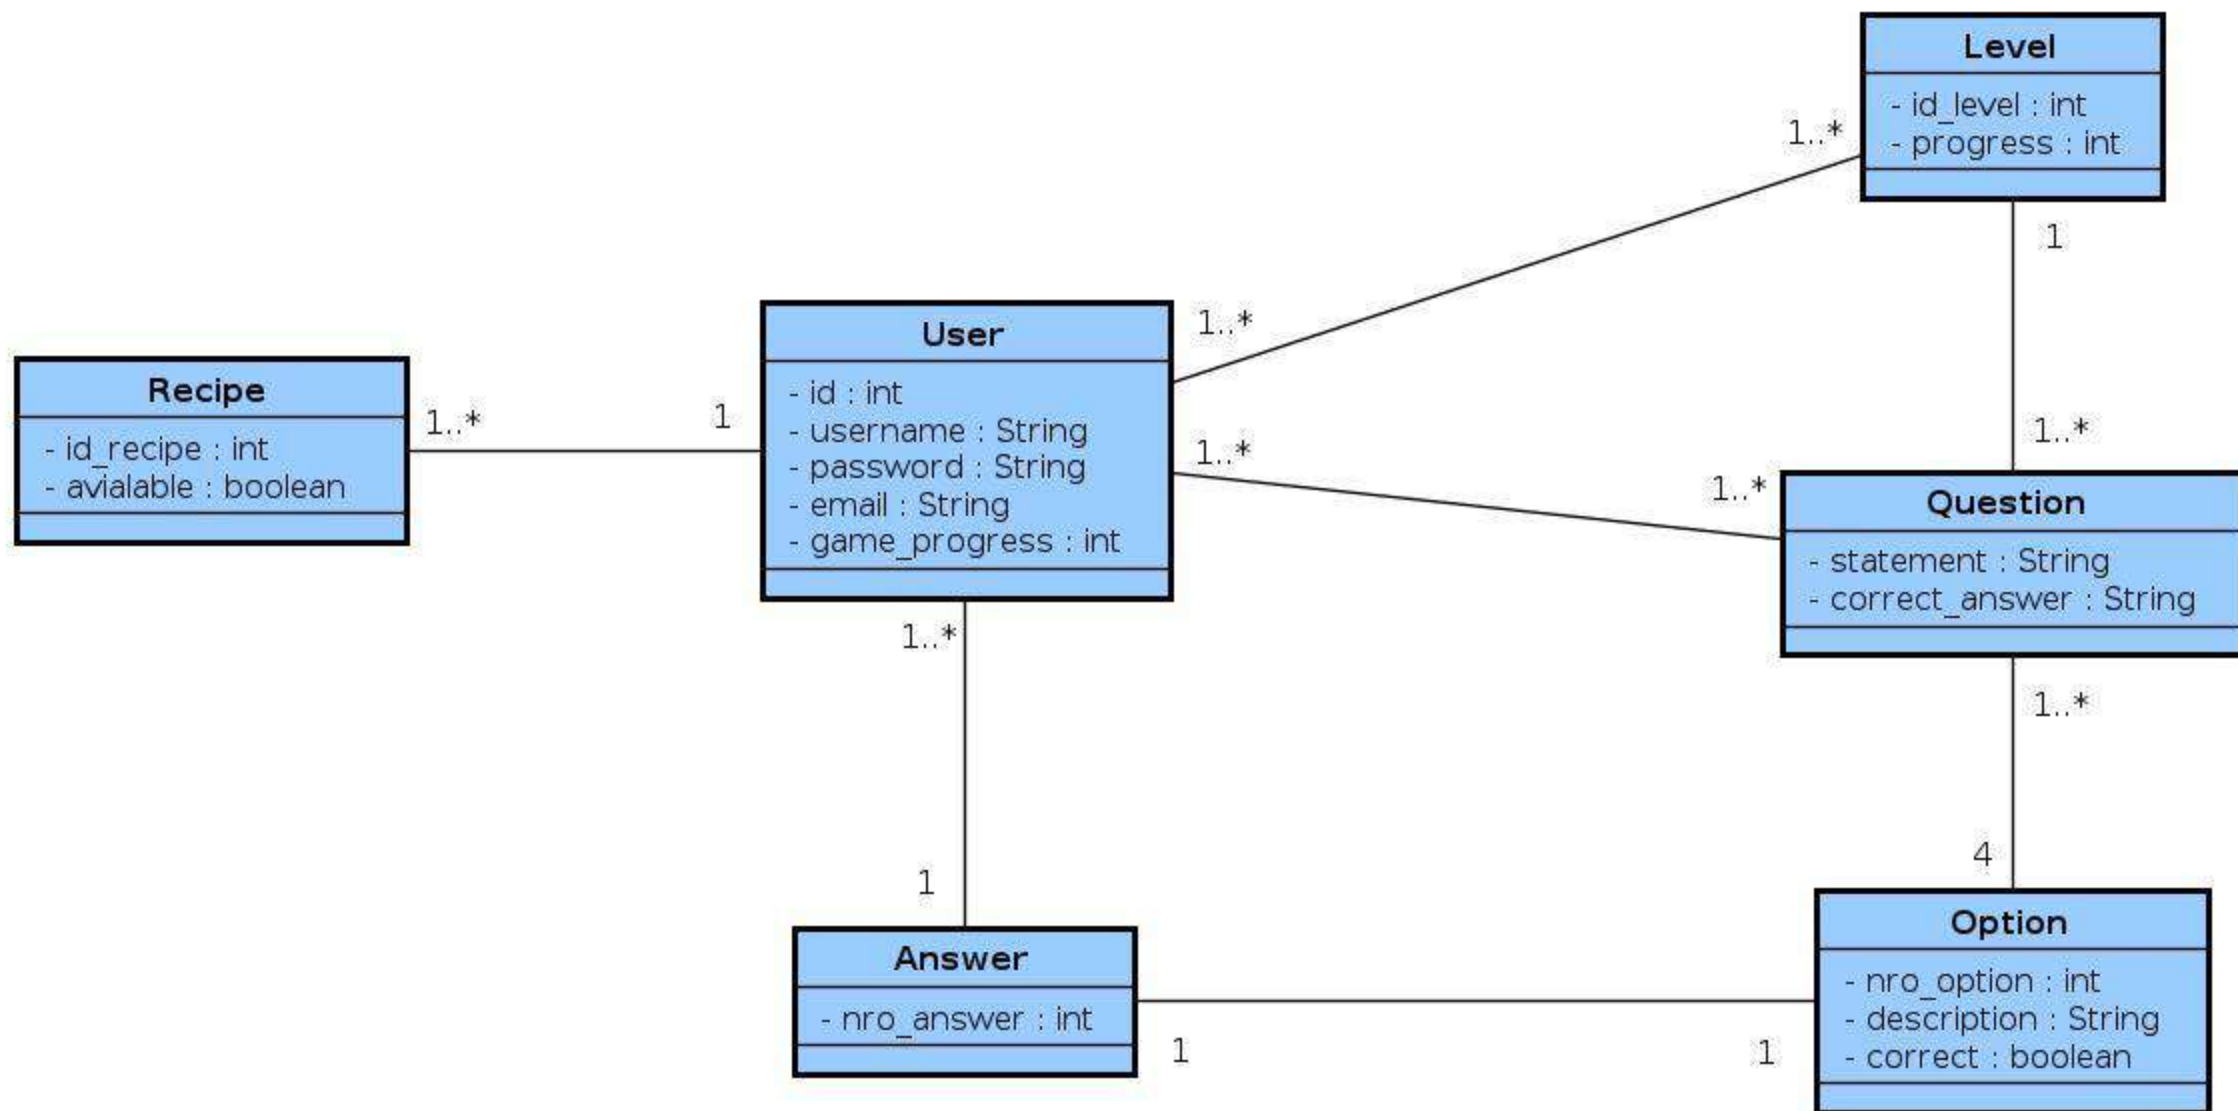 Level
- id_level : int
- progress : int
1..*
1
User
- id : int
- username : String
- password : String
- email : String
- game_progress : int
1..*
1..*
Recipe
- id_recipe : int
- avialable : boolean
1..*
1
1..*
1..*
Question
- statement : String
- correct_answer : String
1..*
1..*
4
1
Answer
- nro_answer : int
1
1
Option
- nro_option : int
- description : String
- correct : boolean